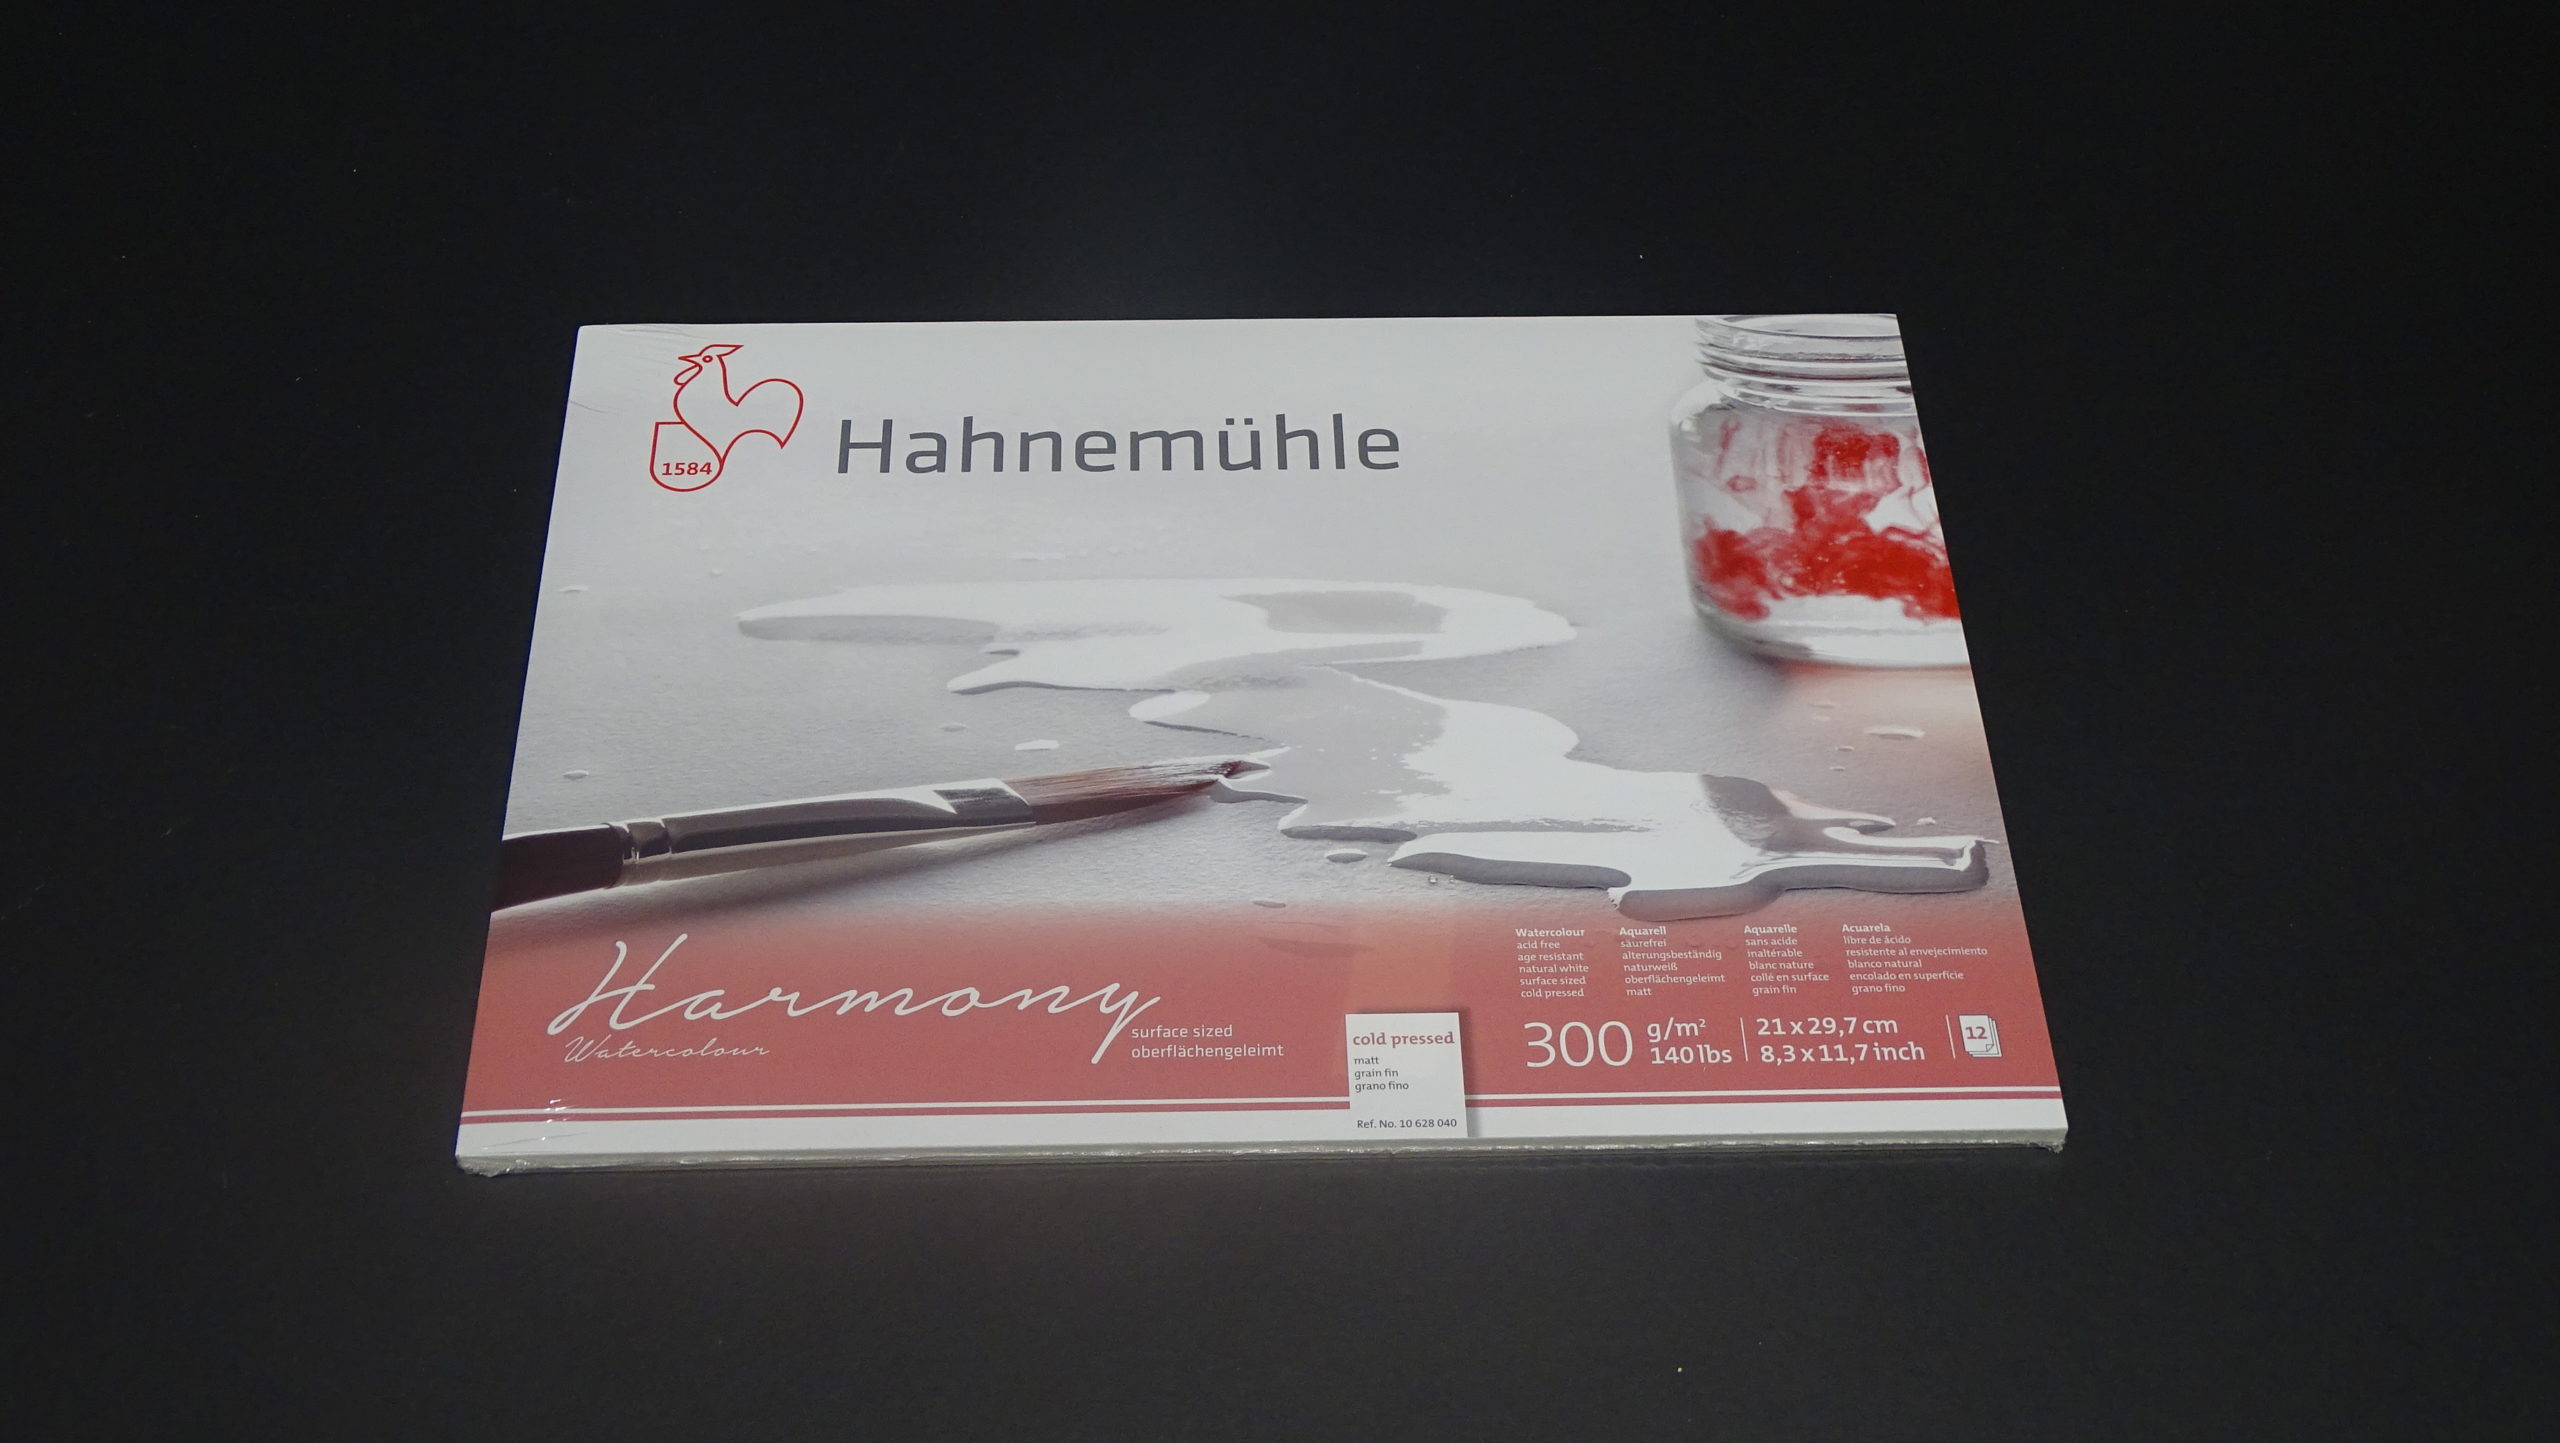 1584
Hahnemühle
Harmony
Watercolour
surface sized
oberflächengeleimt
cold pressed
matt
grain fin
grano fino
Ref. No. 10 628 040
Watercolour
acid free
age resistant
natural white
surface sized
cold pressed
Aquarell
säurefrei
alterungsbeständig
naturweiß
oberflächengeleimt
matt
Aquarelle
sans acide
inaltérable
blanc nature
collé en surface
grain fin
Acuarela
libre de ácido
resistente al envejecimiento
blanco natural
encolado en superficie
grano fino
300 g/m²
140 lbs
21 x 29,7 cm
8,3 x 11,7 inch
12